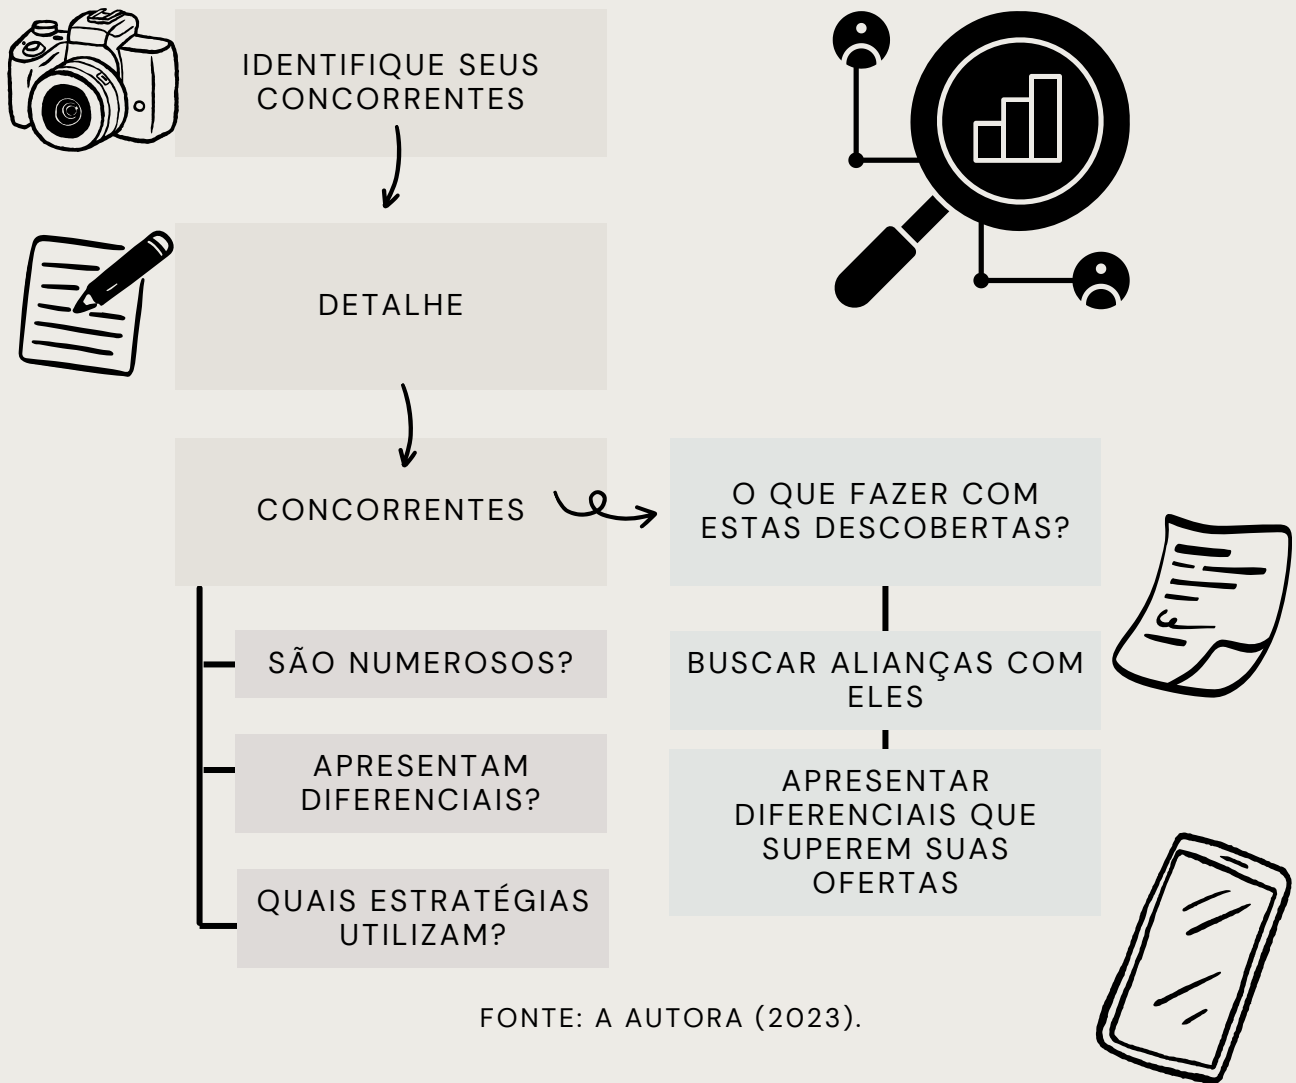 IDENTIFIQUE SEUS
CONCORRENTES
DETALHE
CONCORRENTES
O QUE FAZER COM
ESTAS DESCOBERTAS?
SÃO NUMEROSOS?
APRESENTAM
DIFERENCIAIS?
QUAIS ESTRATÉGIAS
UTILIZAM?
BUSCAR ALIANÇAS COM
ELES
APRESENTAR
DIFERENCIAIS QUE
SUPEREM SUAS
OFERTAS
FONTE: A AUTORA (2023).